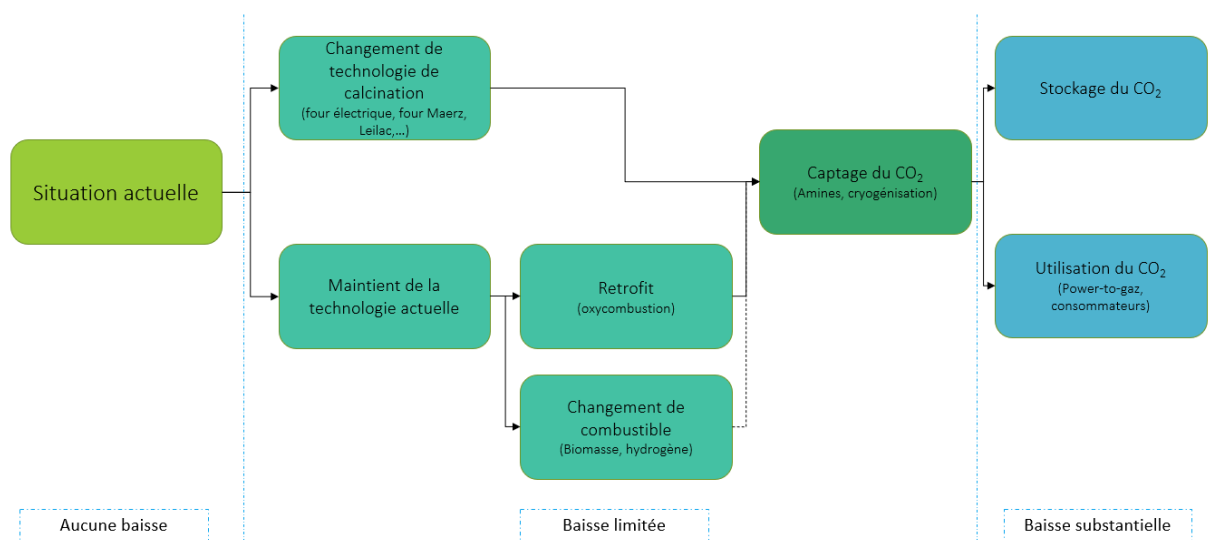 Situation actuelle
Changement de
technologie de
calcination
(four électrique, four Maerz,
Leilac,...)
Maintient de la
technologie actuelle
Retrofit
(oxycombustion)
Changement de
combustible
(Biomasse, hydrogène)
Captage du CO₂
(Amines, cryogénisation)
Stockage du CO₂
Utilisation du CO₂
(Power-to-gaz,
consommateurs)
Aucune baisse
Baisse limitée
Baisse substantielle